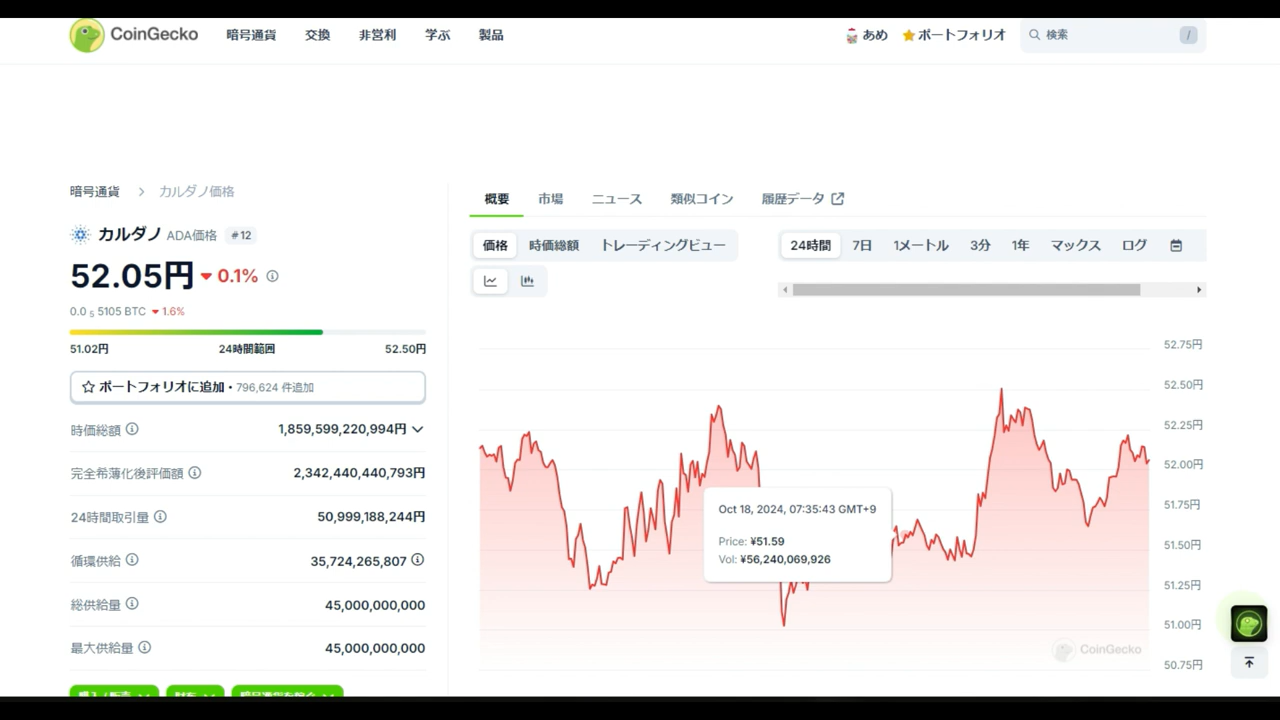 CoinGecko 暗号通貨 交換 非営利 学ぶ 製品 あめ ポートフォリオ 検索 /
暗号通貨 > カルダノ価格
カルダノ ADA価格 #12
52.05円 0.1%
0.0 5 5105 BTC 1.6%
51.02円 24時間範囲 52.50円
ポートフォリオに追加・796,624 件追加
時価総額 1,859,599,220,994円
完全希薄化後評価額 2,342,440,440,793円
24時間取引量 50,999,188,244円
循環供給 35,724,265,807
総供給量 45,000,000,000
最大供給量 45,000,000,000
概要 市場 ニュース 類似コイン 履歴データ
価格 時価総額 トレーディングビュー
24時間 7日 1メートル 3分 1年 マックス ログ
52.75円
52.50円
52.25円
52.00円
51.75円
51.50円
51.25円
51.00円
50.75円
Oct 18, 2024, 07:35:43 GMT+9
Price: ¥51.59
Vol: ¥56,240,069,926
CoinGecko